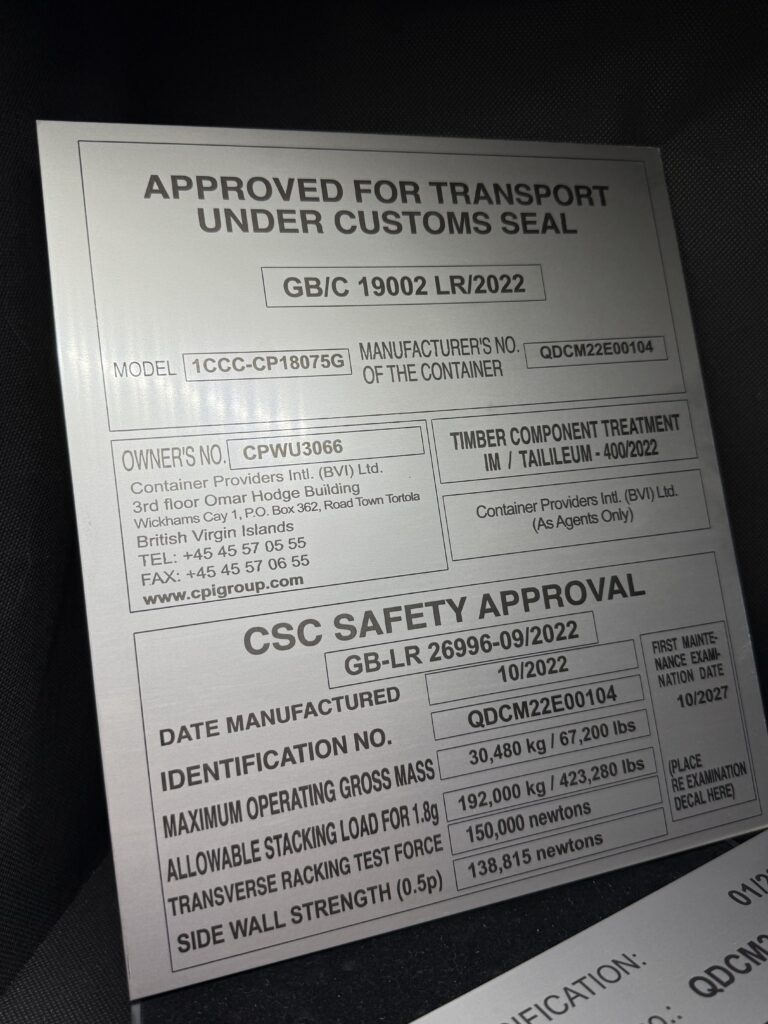 APPROVED FOR TRANSPORT
UNDER CUSTOMS SEAL
GB/C 19002 LR/2022
MODEL 1CCC-CP18075G MANUFACTURER'S NO. QDCM22E00104
OF THE CONTAINER
OWNER'S NO. CPWU3066
Container Providers Intl. (BVI) Ltd.
3rd floor Omar Hodge Building
Wickhams Cay 1, P.O. Box 362, Road Town Tortola
British Virgin Islands
TEL: +45 45 57 05 55
FAX: +45 45 57 06 55
www.cpigroup.com
TIMBER COMPONENT TREATMENT
IM / TAILILEUM - 400/2022
Container Providers Intl. (BVI) Ltd.
(As Agents Only)
CSC SAFETY APPROVAL
GB-LR 26996-09/2022
DATE MANUFACTURED 10/2022
IDENTIFICATION NO. QDCM22E00104
MAXIMUM OPERATING GROSS MASS 30,480 kg / 67,200 lbs
ALLOWABLE STACKING LOAD FOR 1.8g 192,000 kg / 423,280 lbs
TRANSVERSE RACKING TEST FORCE 150,000 newtons
SIDE WALL STRENGTH (0.5p) 138,815 newtons
FIRST MAINTE-
NANCE EXAMI-
NATION DATE
10/2027
(PLACE
RE EXAMINATION
DECAL HERE)